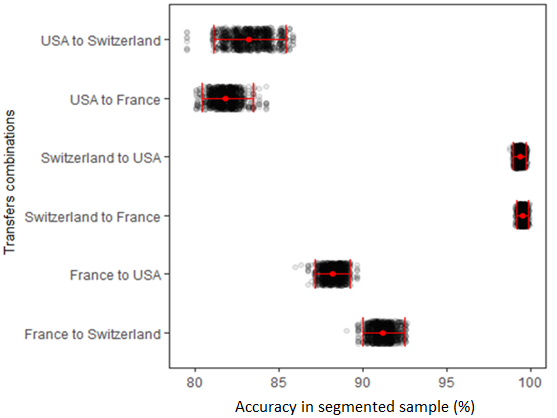 Transfers combinations
USA to Switzerland
USA to France
Switzerland to USA
Switzerland to France
France to USA
France to Switzerland
80 85 90 95 100
Accuracy in segmented sample (%)